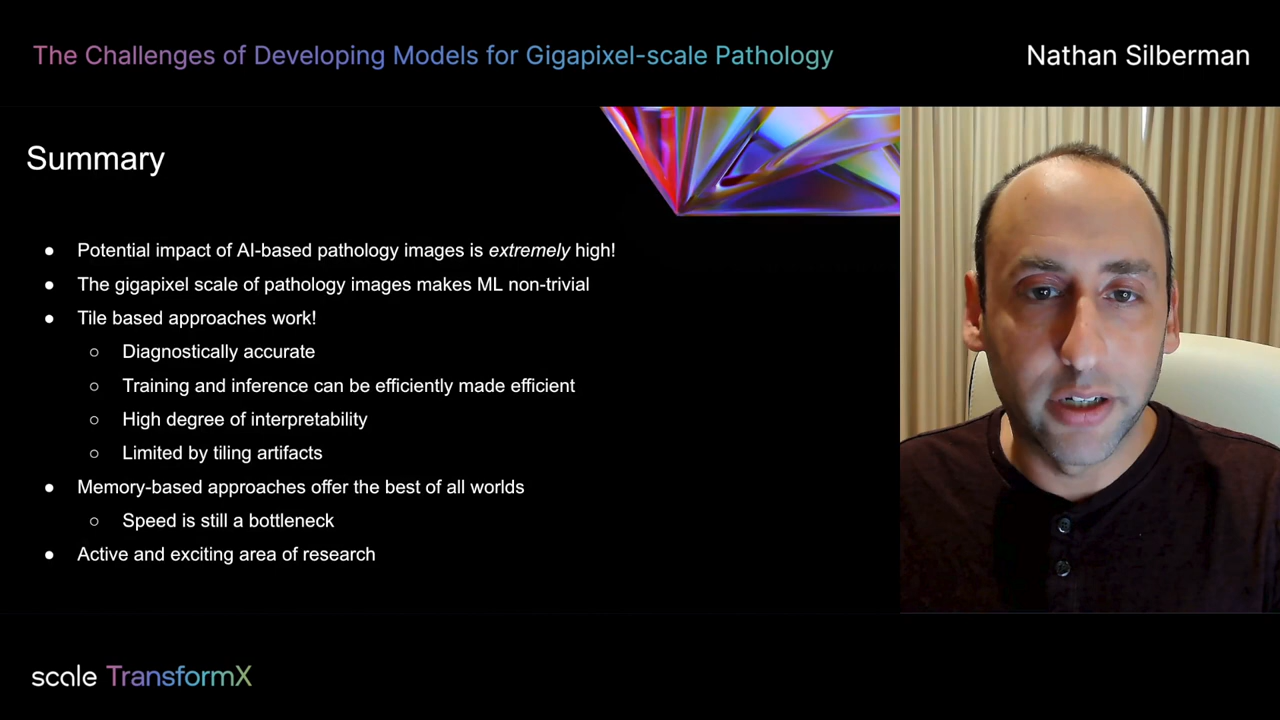 The Challenges of Developing Models for Gigapixel-scale Pathology
Nathan Silberman
Summary
● Potential impact of AI-based pathology images is extremely high!
● The gigapixel scale of pathology images makes ML non-trivial
● Tile based approaches work!
○ Diagnostically accurate
○ Training and inference can be efficiently made efficient
○ High degree of interpretability
○ Limited by tiling artifacts
● Memory-based approaches offer the best of all worlds
○ Speed is still a bottleneck
● Active and exciting area of research
scale TransformX